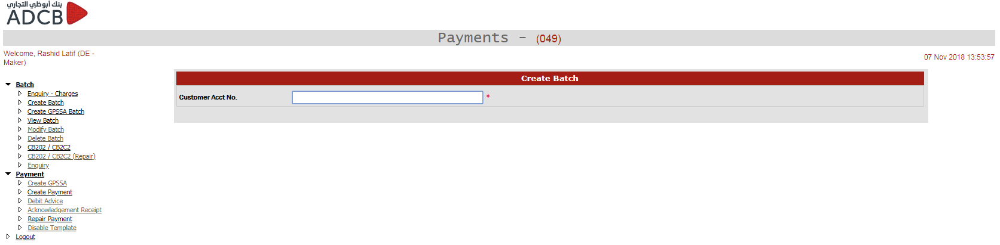 بنك أبوظبي التجاري
ADCB
Payments - (049)
Welcome, Rashid Latif (DE -
Maker)
07 Nov 2018 13:53:57
Create Batch
Customer Acct No.
*
Batch
Enquiry - Charges
Create Batch
Create GPSSA Batch
View Batch
Modify Batch
Delete Batch
CB202 / CB2C2
CB202 / CB2C2 (Repair)
Enquiry
Payment
Create GPSSA
Create Payment
Debit Advice
Acknowledgement Receipt
Repair Payment
Disable Template
Logout